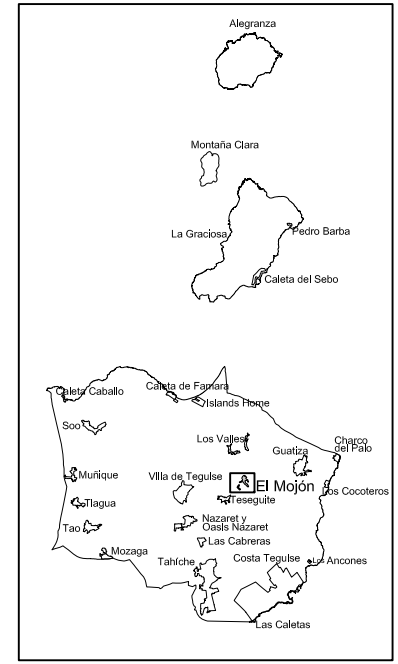 Alegranza
Montaña Clara
La Graciosa
Pedro Barba
Caleta del Sebo
Caleta Caballo
Caleta de Famara
Islands Home
Soo
Los Valles
Guatiza
Charco
del Palo
Muñique
VIlla de Tegulse
El Mojón
Los Cocoteros
Tlagua
Teseguite
Tao
Nazaret y
Oasis Nazaret
Las Cabreras
Mozaga
Tahíche
Costa Tegulse
Los Ancones
Las Caletas